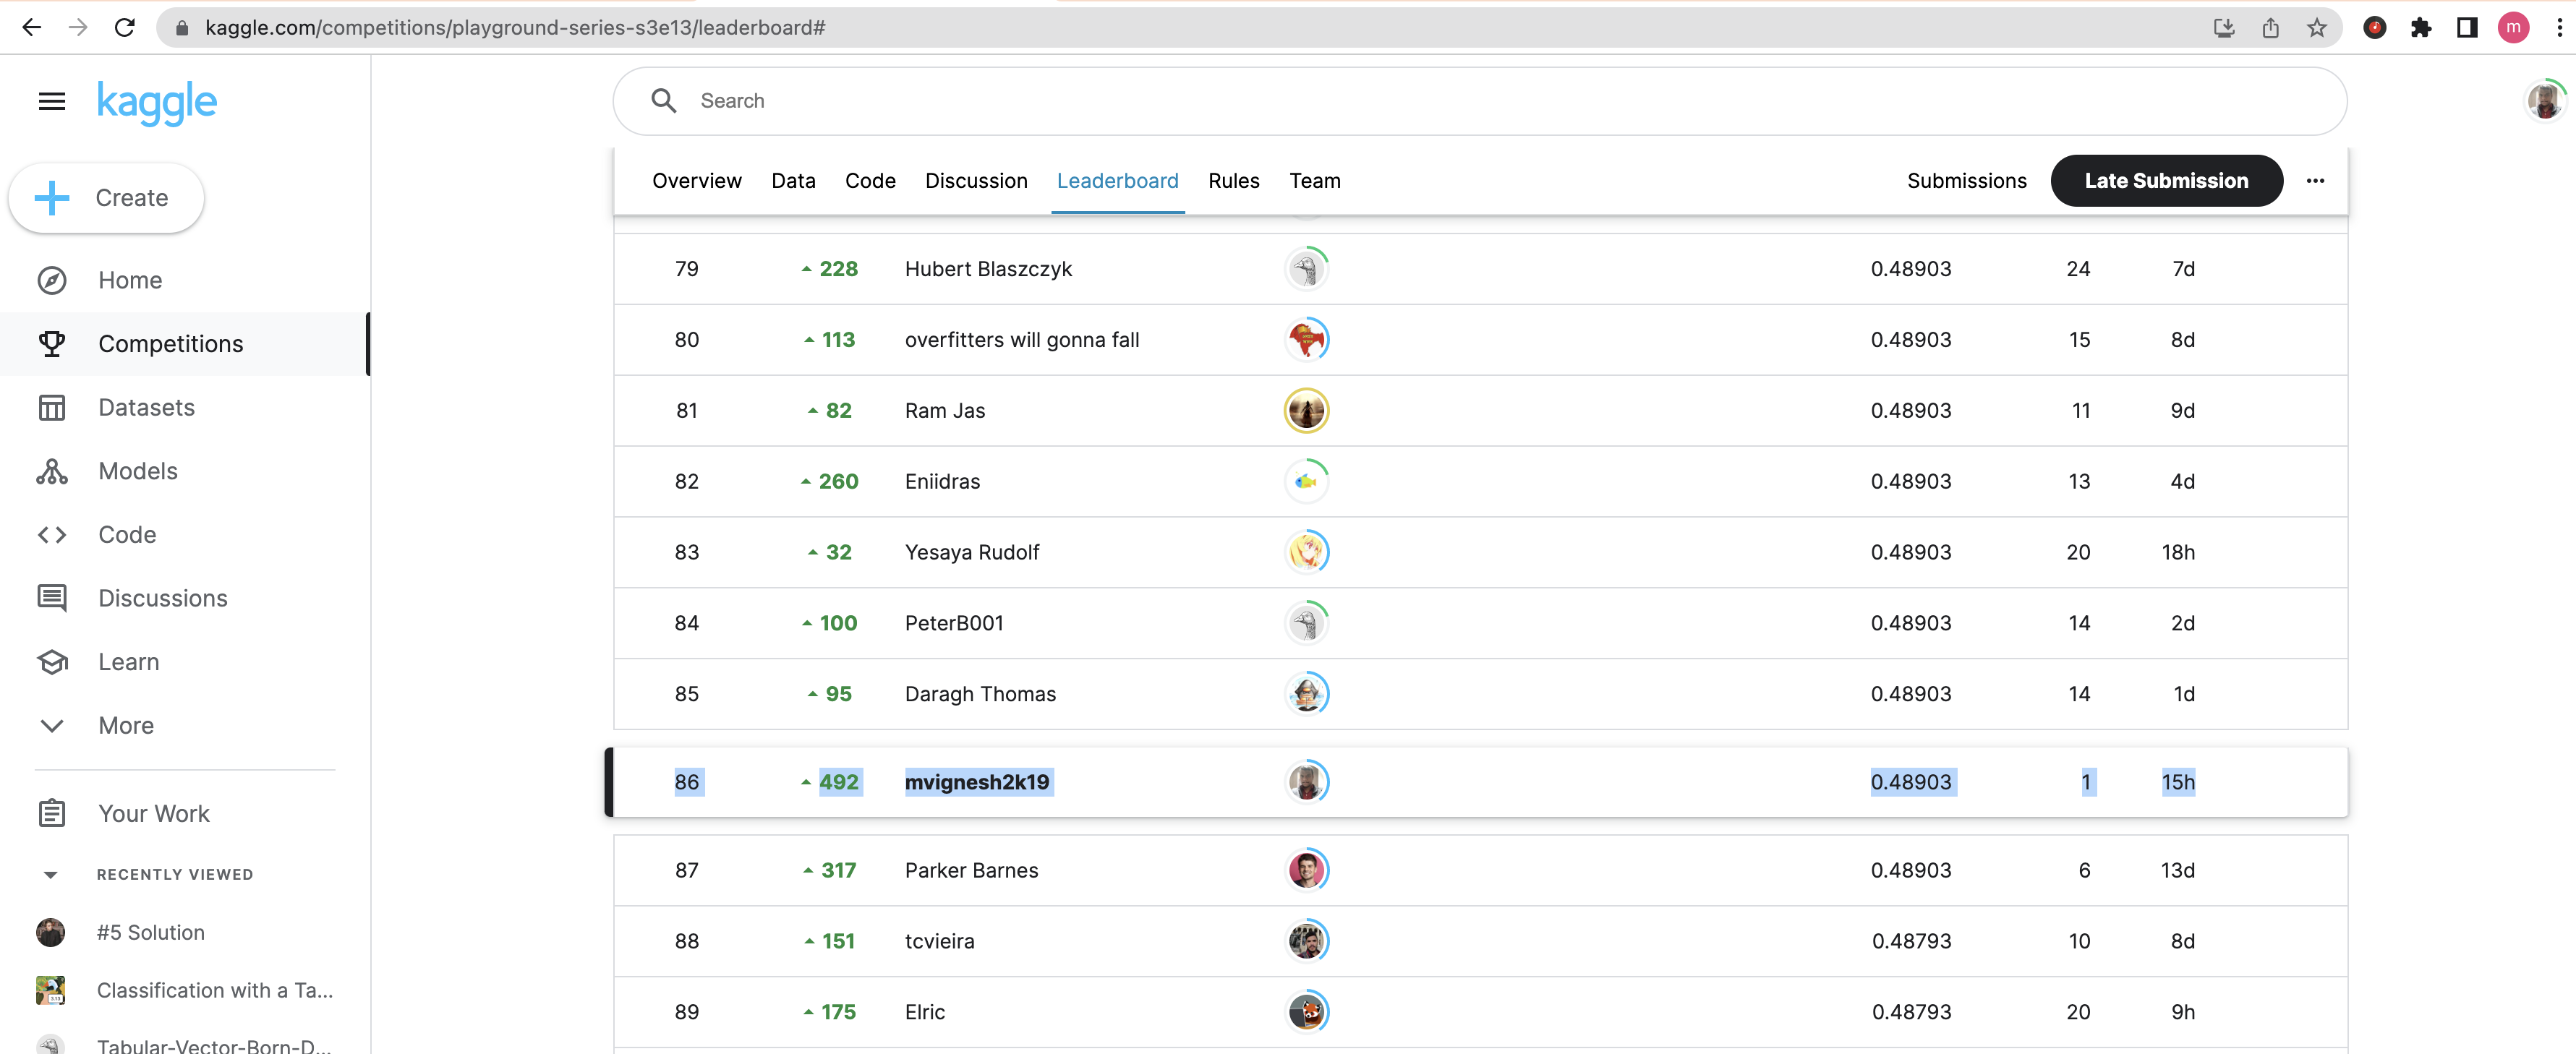 kaggle.com/competitions/playground-series-s3e13/leaderboard#
m
kaggle
Search
Create
Overview Data Code Discussion Leaderboard Rules Team Submissions Late Submission
Home
Competitions
Datasets
Models
Code
Discussions
Learn
More
Your Work
RECENTLY VIEWED
#5 Solution
Classification with a Ta...
Tabular-Vector-Born-D...
79 228 Hubert Blaszczyk 0.48903 24 7d
80 113 overfitters will gonna fall 0.48903 15 8d
81 82 Ram Jas 0.48903 11 9d
82 260 Eniidras 0.48903 13 4d
83 32 Yesaya Rudolf 0.48903 20 18h
84 100 PeterB001 0.48903 14 2d
85 95 Daragh Thomas 0.48903 14 1d
86 492 mvignesh2k19 0.48903 1 15h
87 317 Parker Barnes 0.48903 6 13d
88 151 tcvieira 0.48793 10 8d
89 175 Elric 0.48793 20 9h